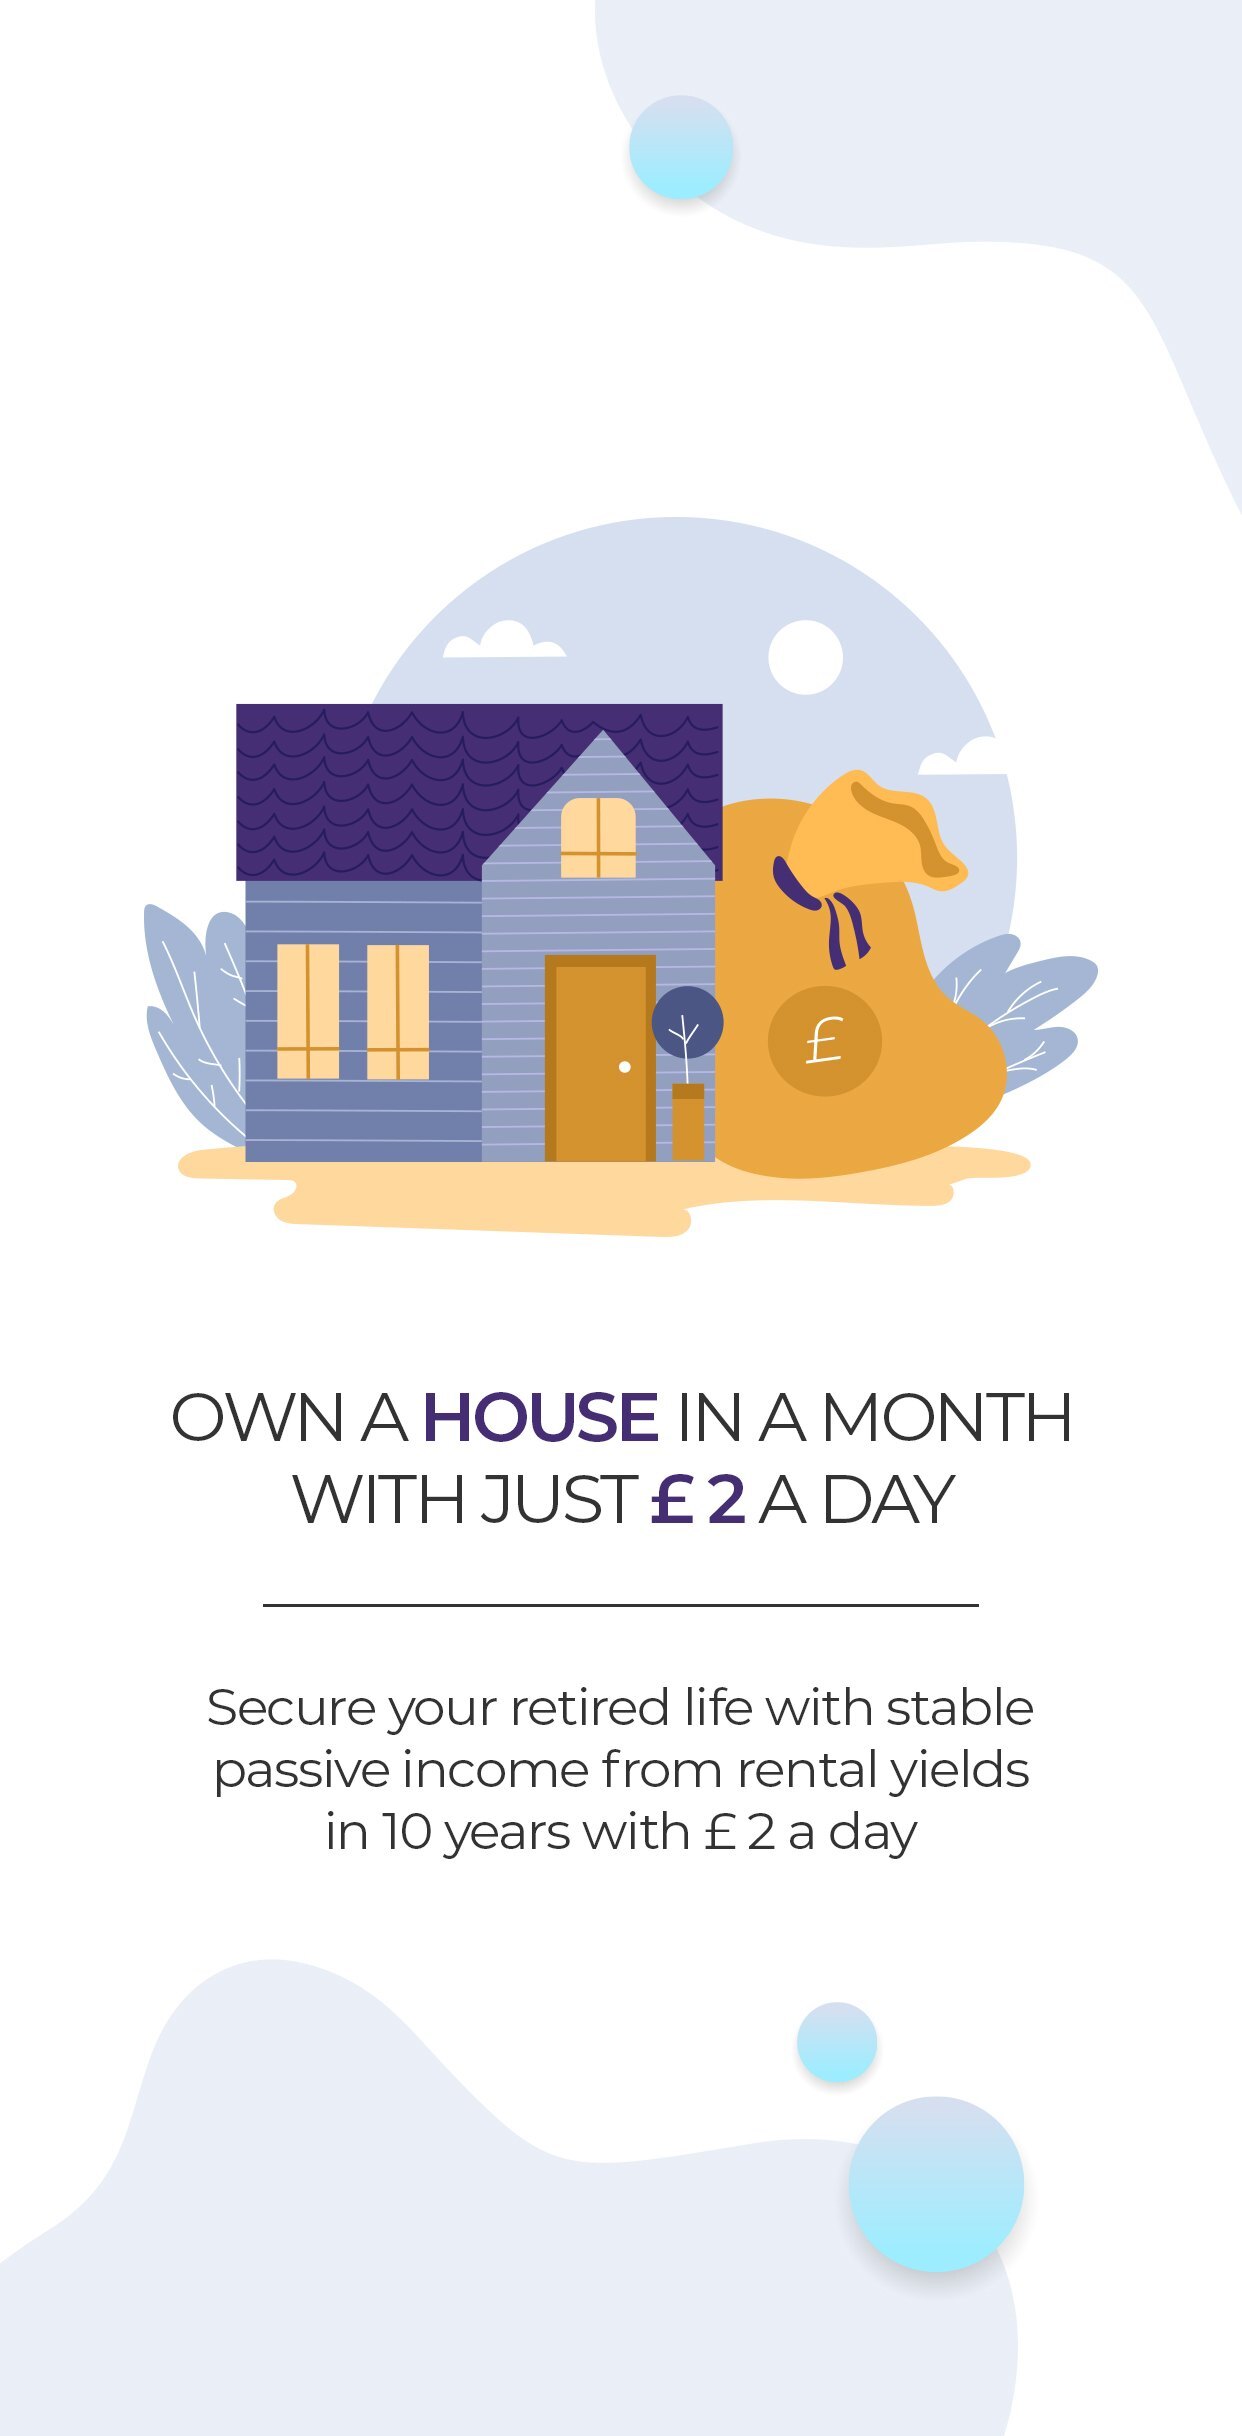 £
OWN A HOUSE IN A MONTH
WITH JUST £ 2 A DAY
Secure your retired life with stable
passive income from rental yields
in 10 years with £ 2 a day